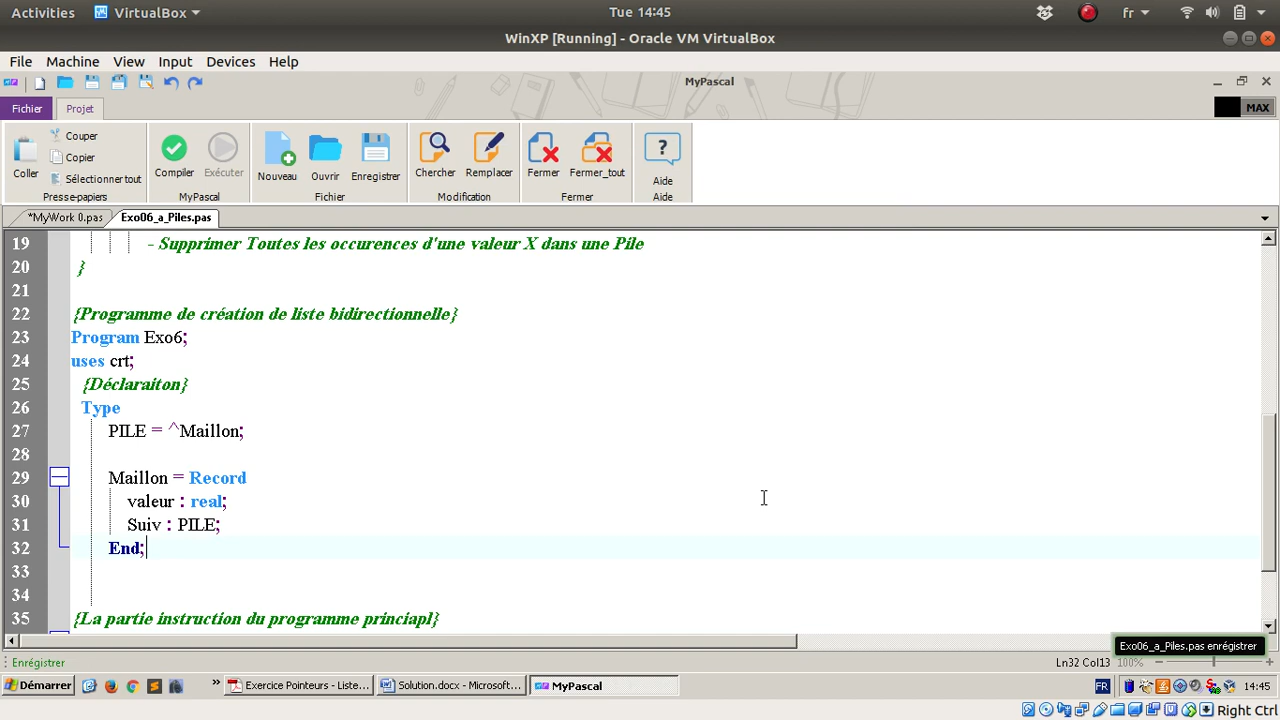 Activities VirtualBox Tue 14:45 fr
WinXP [Running] - Oracle VM VirtualBox
File Machine View Input Devices Help
MyPascal
Fichier Projet MAX
Coller Couper Copier Sélectionner tout Compiler Exécuter Nouveau Ouvrir Enregistrer Chercher Remplacer Fermer Fermer_tout ? Aide
Presse-papiers MyPascal Fichier Modification Fermer Aide
*MyWork 0.pas Exo06_a_Piles.pas
19 - Supprimer Toutes les occurences d'une valeur X dans une Pile
20 }
21
22 {Programme de création de liste bidirectionnelle}
23 Program Exo6;
24 uses crt;
25 {Déclaraiton}
26 Type
27 PILE = ^Maillon;
28
29 Maillon = Record
30 valeur : real;
31 Suiv : PILE;
32 End;
33
34
35 {La partie instruction du programme princiapl}
Exo06_a_Piles.pas enrégistrer
Enrégistrer Ln32 Col13 100%
Démarrer » Exercice Pointeurs - Liste... Solution.docx - Microsoft... MyPascal FR 14:45
Right Ctrl